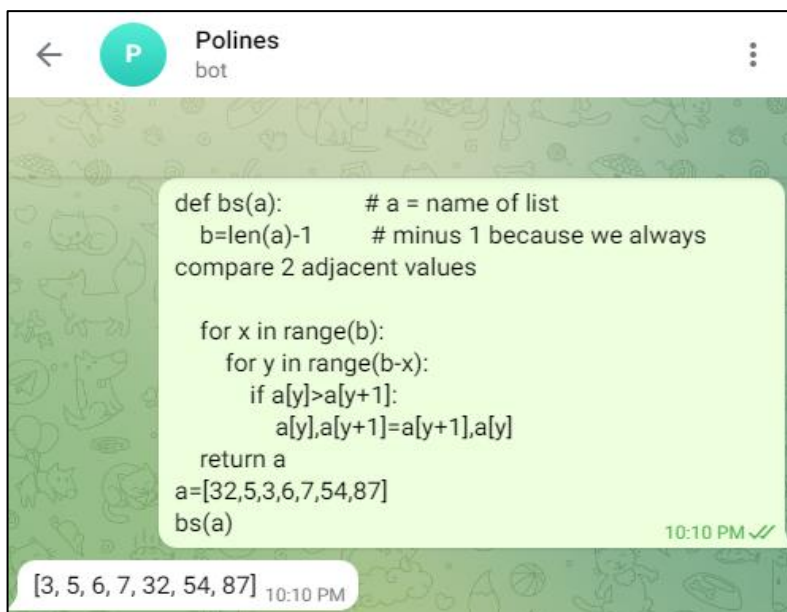 P
Polines
bot
def bs(a):            # a = name of list
   b=len(a)-1       # minus 1 because we always
compare 2 adjacent values
   for x in range(b):
      for y in range(b-x):
         if a[y]>a[y+1]:
            a[y],a[y+1]=a[y+1],a[y]
   return a
a=[32,5,3,6,7,54,87]
bs(a)
10:10 PM
[3, 5, 6, 7, 32, 54, 87] 10:10 PM